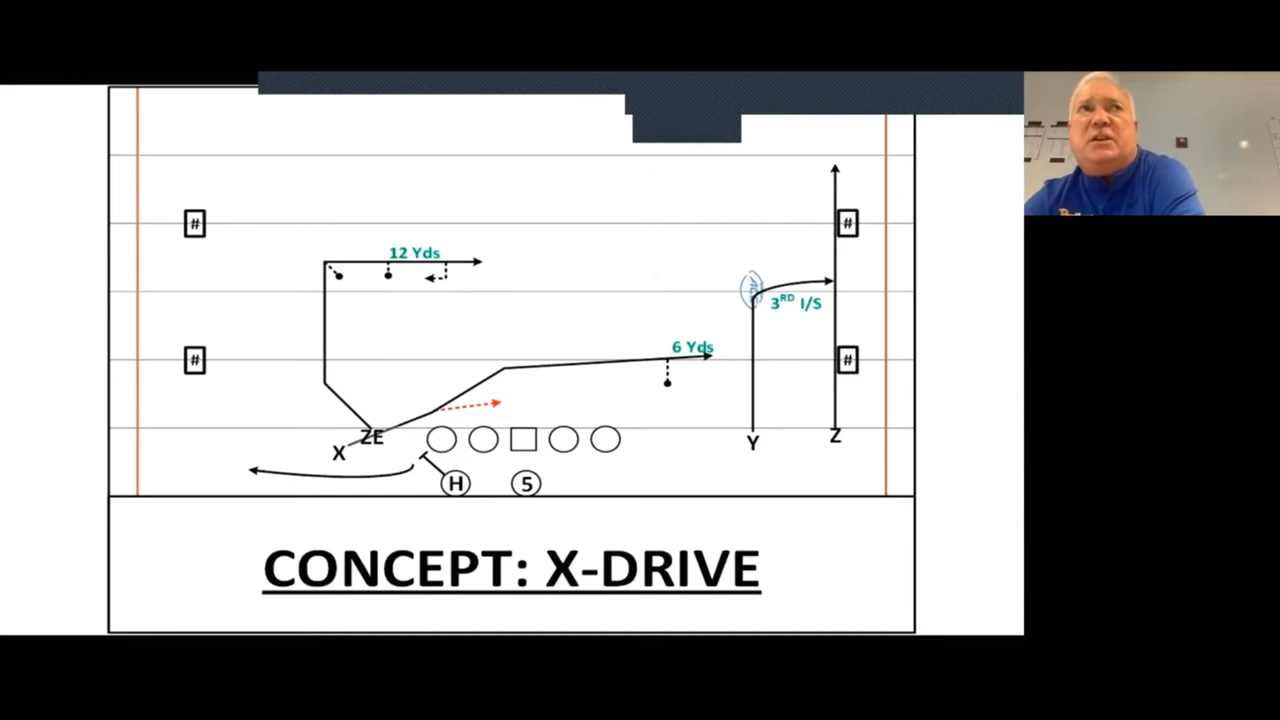 # #
12 Yds
3RD I/S
6 Yds
# #
ZE
X Y Z
H 5
CONCEPT: X-DRIVE